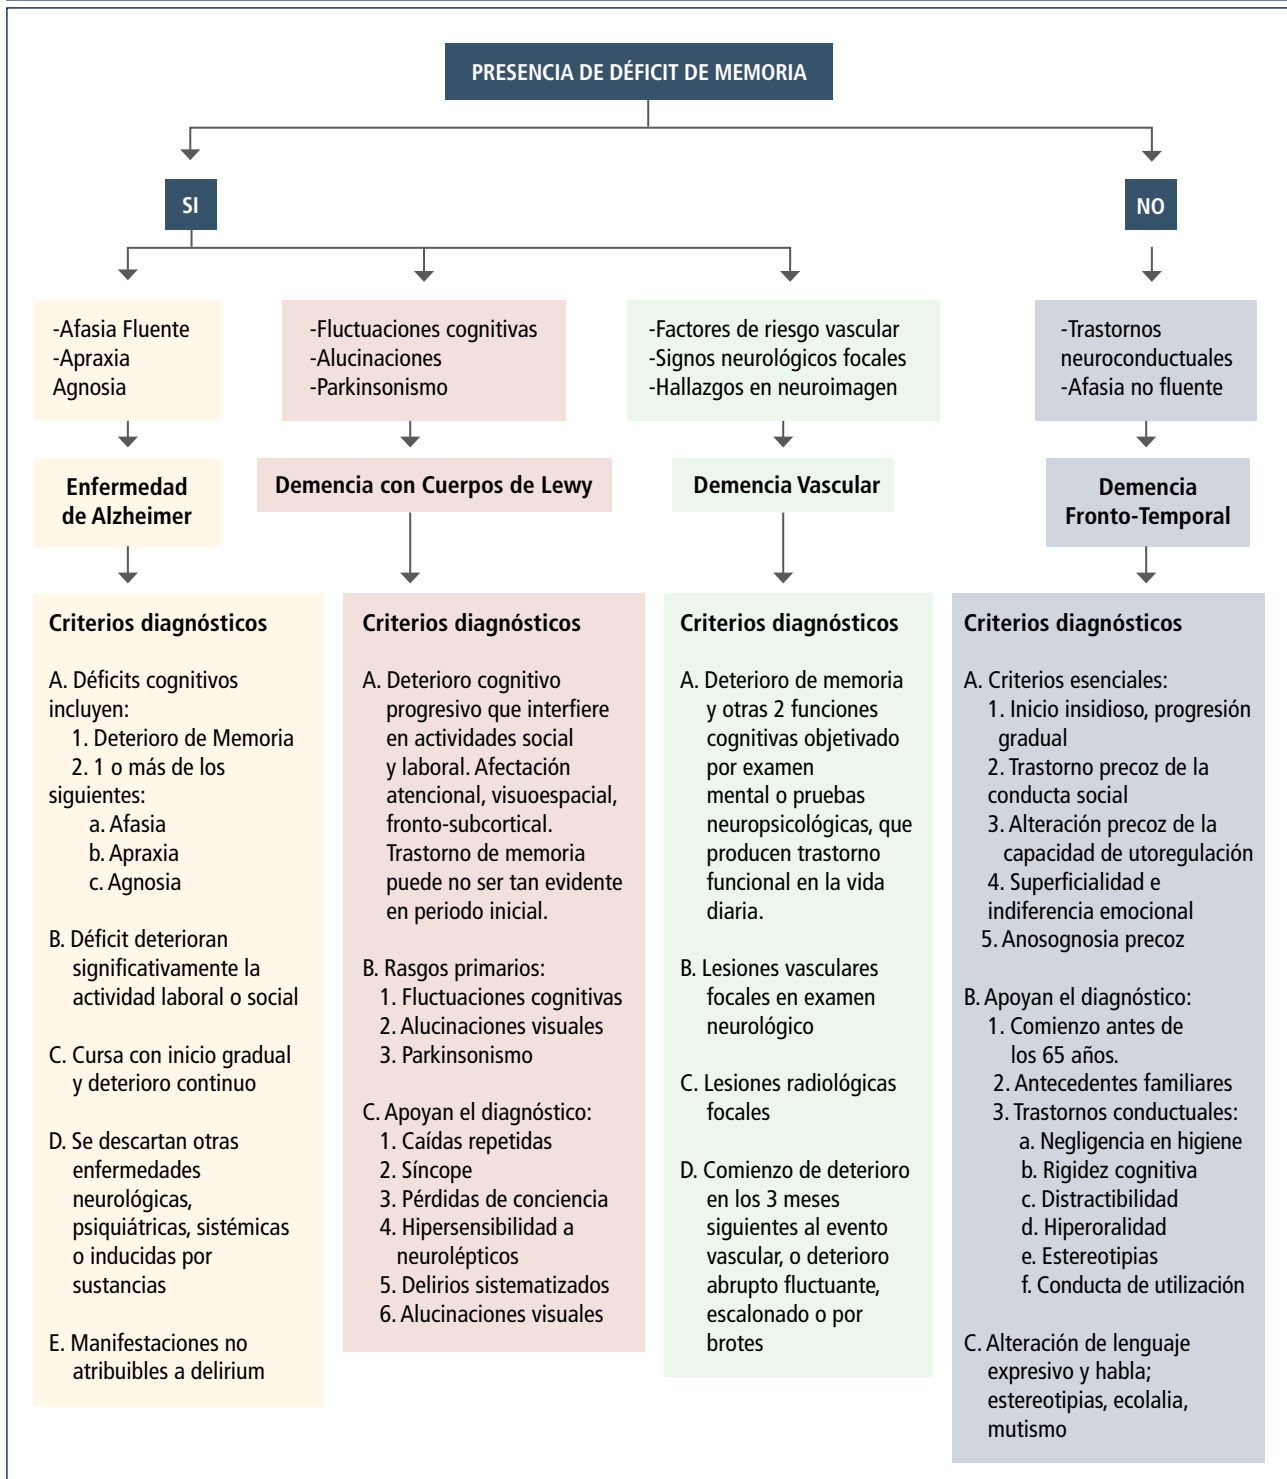 PRESENCIA DE DÉFICIT DE MEMORIA
SI
NO
-Afasia Fluente
-Apraxia
Agnosia
-Fluctuaciones cognitivas
-Alucinaciones
-Parkinsonismo
-Factores de riesgo vascular
-Signos neurológicos focales
-Hallazgos en neuroimagen
-Trastornos
neuroconductuales
-Afasia no fluente
Enfermedad
de Alzheimer
Demencia con Cuerpos de Lewy
Demencia Vascular
Demencia
Fronto-Temporal
Criterios diagnósticos
A. Déficits cognitivos
incluyen:
1. Deterioro de Memoria
2. 1 o más de los
siguientes:
a. Afasia
b. Apraxia
c. Agnosia
B. Déficit deterioran
significativamente la
actividad laboral o social
C. Cursa con inicio gradual
y deterioro continuo
D. Se descartan otras
enfermedades
neurológicas,
psiquiátricas, sistémicas
o inducidas por
sustancias
E. Manifestaciones no
atribuibles a delirium
Criterios diagnósticos
A. Deterioro cognitivo
progresivo que interfiere
en actividades social
y laboral. Afectación
atencional, visuoespacial,
fronto-subcortical.
Trastorno de memoria
puede no ser tan evidente
en periodo inicial.
B. Rasgos primarios:
1. Fluctuaciones cognitivas
2. Alucinaciones visuales
3. Parkinsonismo
C. Apoyan el diagnóstico:
1. Caídas repetidas
2. Síncope
3. Pérdidas de conciencia
4. Hipersensibilidad a
neurolépticos
5. Delirios sistematizados
6. Alucinaciones visuales
Criterios diagnósticos
A. Deterioro de memoria
y otras 2 funciones
cognitivas objetivado
por examen
mental o pruebas
neuropsicológicas, que
producen trastorno
funcional en la vida
diaria.
B. Lesiones vasculares
focales en examen
neurológico
C. Lesiones radiológicas
focales
D. Comienzo de deterioro
en los 3 meses
siguientes al evento
vascular, o deterioro
abrupto fluctuante,
escalonado o por
brotes
Criterios diagnósticos
A. Criterios esenciales:
1. Inicio insidioso, progresión
gradual
2. Trastorno precoz de la
conducta social
3. Alteración precoz de la
capacidad de utoregulación
4. Superficialidad e
indiferencia emocional
5. Anosognosia precoz
B. Apoyan el diagnóstico:
1. Comienzo antes de
los 65 años.
2. Antecedentes familiares
3. Trastornos conductuales:
a. Negligencia en higiene
b. Rigidez cognitiva
c. Distractibilidad
d. Hiperoralidad
e. Estereotipias
f. Conducta de utilización
C. Alteración de lenguaje
expresivo y habla;
estereotipias, ecolalia,
mutismo